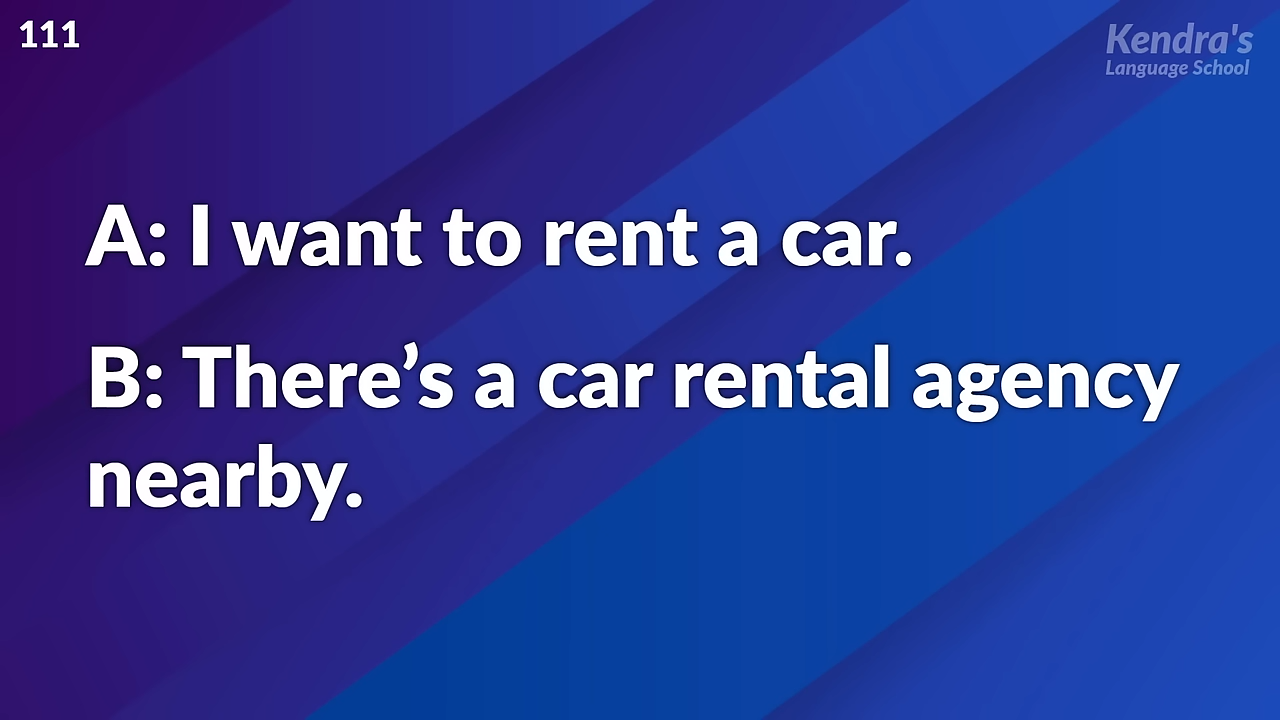 111
Kendra's
Language School
A: I want to rent a car.
B: There’s a car rental agency
nearby.